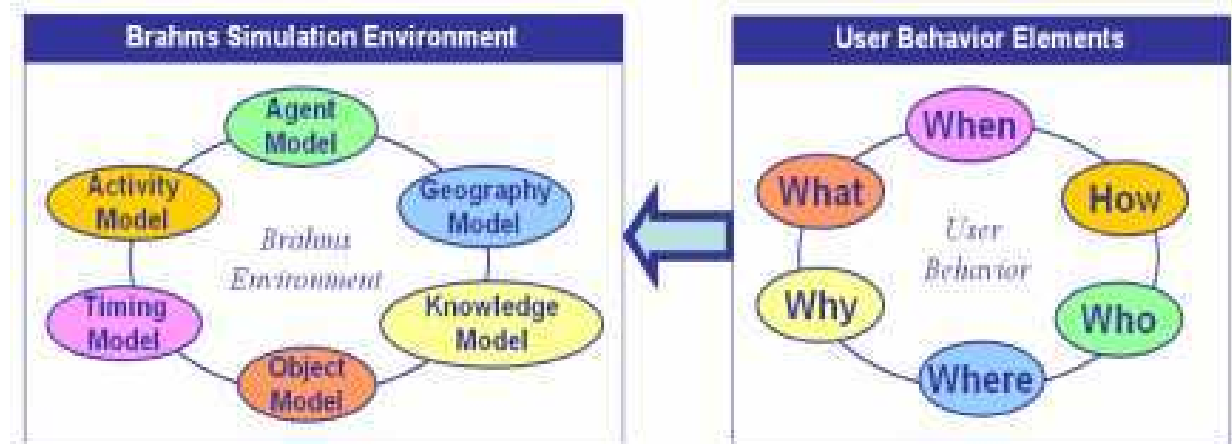 Brahms Simulation Environment
Agent
Model
Activity
Model
Geography
Model
Brahms
Environment
Timing
Model
Knowledge
Model
Object
Model
User Behavior Elements
When
What
How
User
Behavior
Why
Who
Where